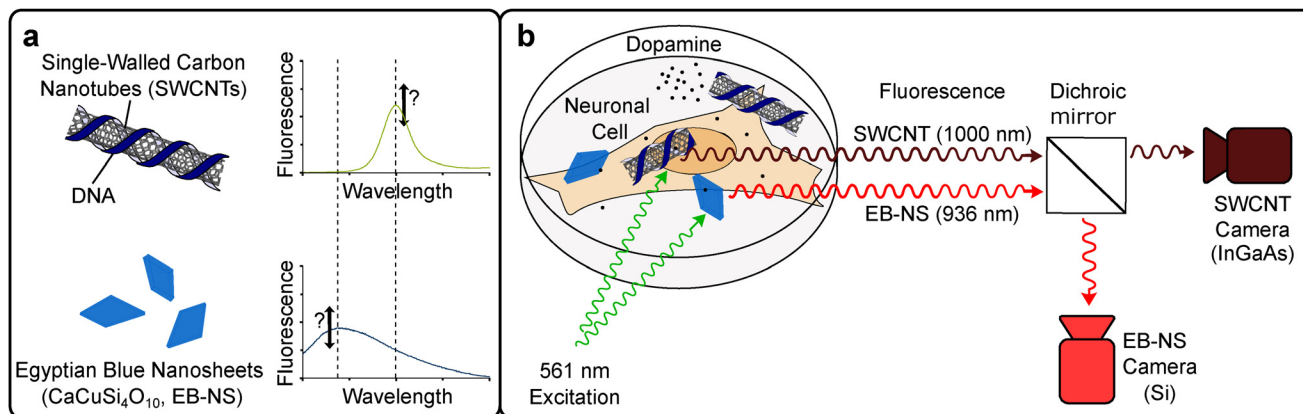 a
Single-Walled Carbon
Nanotubes (SWCNTs)
DNA
Fluorescence
?
Wavelength
Egyptian Blue Nanosheets
(CaCuSi₄O₁₀, EB-NS)
Fluorescence
?
Wavelength
b
Dopamine
Neuronal
Cell
561 nm
Excitation
Fluorescence
SWCNT (1000 nm)
EB-NS (936 nm)
Dichroic
mirror
SWCNT
Camera
(InGaAs)
EB-NS
Camera
(Si)